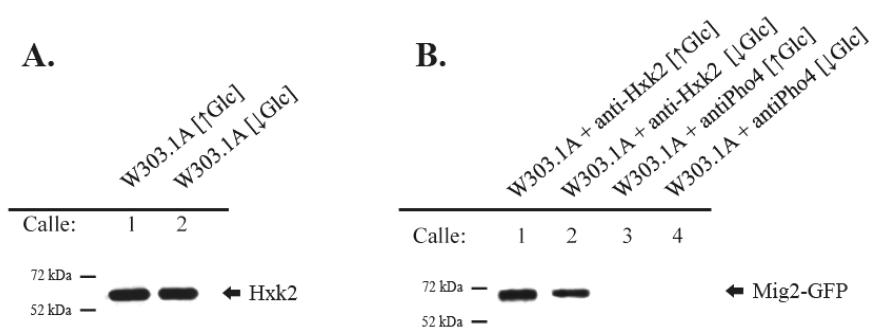 A.
W303.1A [↑Glc]
W303.1A [↓Glc]
Calle: 1 2
72 kDa
52 kDa
Hxk2
B.
W303.1A + anti-Hxk2 [↑Glc]
W303.1A + anti-Hxk2 [↓Glc]
W303.1A + antiPho4 [↑Glc]
W303.1A + antiPho4 [↓Glc]
Calle: 1 2 3 4
72 kDa
52 kDa
Mig2-GFP